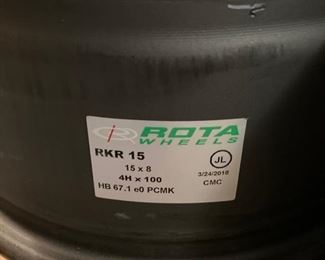 ROTA
WHEELS
RKR 15
15 x 8
4H x 100
HB 67.1 e0 PCMK
JL
3/24/2018
CMC